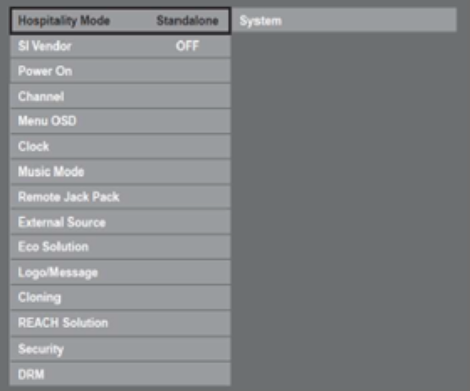 Hospitality Mode Standalone System
SI Vendor OFF
Power On
Channel
Menu OSD
Clock
Music Mode
Remote Jack Pack
External Source
Eco Solution
Logo/Message
Cloning
REACH Solution
Security
DRM